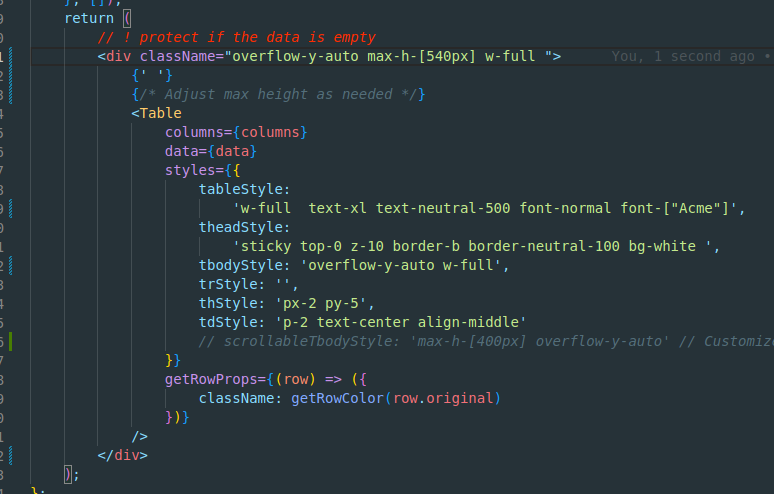 }, []);
return (
// ! protect if the data is empty
<div className="overflow-y-auto max-h-[540px] w-full "> You, 1 second ago •
{' '}
{/* Adjust max height as needed */}
<Table
columns={columns}
data={data}
styles={{
tableStyle:
'w-full  text-xl text-neutral-500 font-normal font-["Acme"]',
theadStyle:
'sticky top-0 z-10 border-b border-neutral-100 bg-white ',
tbodyStyle: 'overflow-y-auto w-full',
trStyle: '',
thStyle: 'px-2 py-5',
tdStyle: 'p-2 text-center align-middle'
// scrollableTbodyStyle: 'max-h-[400px] overflow-y-auto' // Customize
}}
getRowProps={(row) => ({
className: getRowColor(row.original)
})}
/>
</div>
);
};